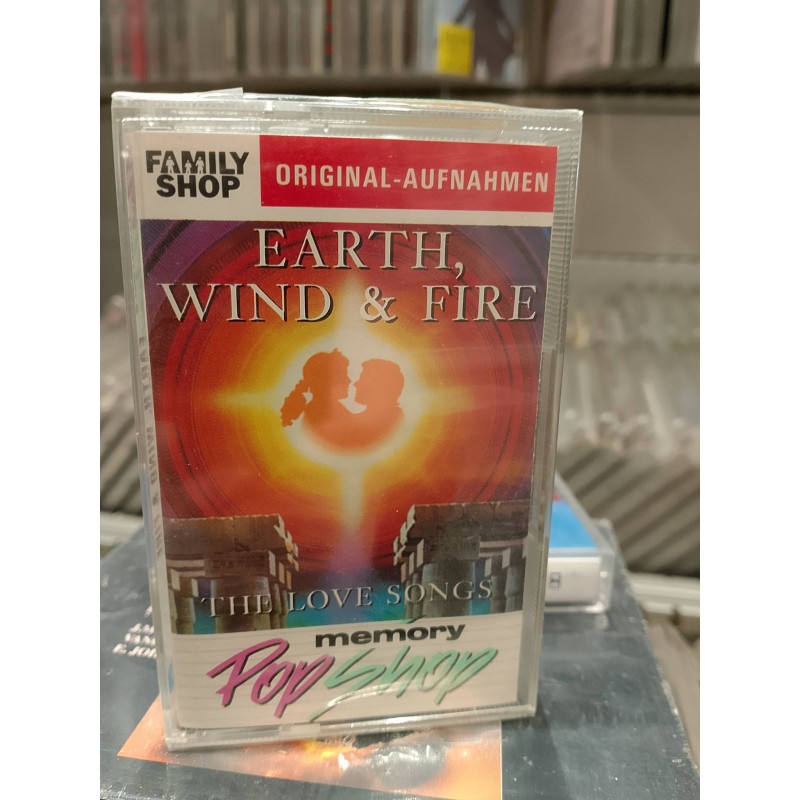 FAMILY
SHOP
ORIGINAL-AUFNAHMEN
EARTH,
WIND & FIRE
THE LOVE SONGS
memory
Pop Shop